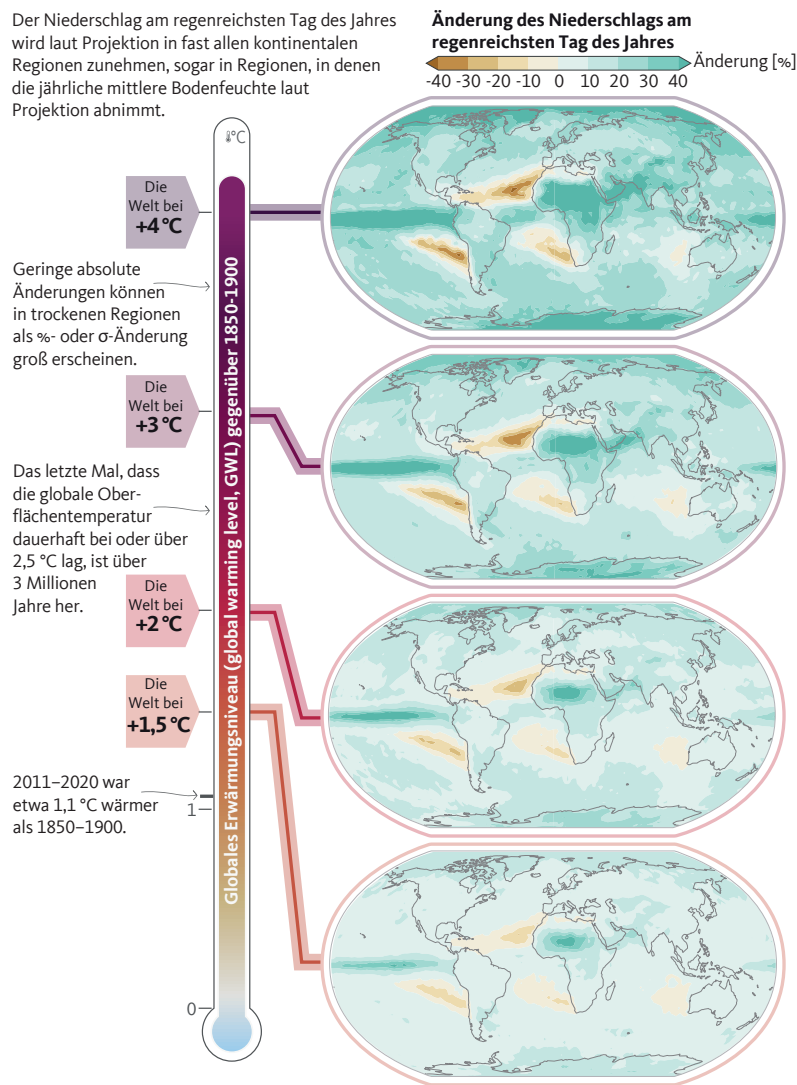 Der Niederschlag am regenreichsten Tag des Jahres
wird laut Projektion in fast allen kontinentalen
Regionen zunehmen, sogar in Regionen, in denen
die jährliche mittlere Bodenfeuchte laut
Projektion abnimmt.
Änderung des Niederschlags am
regenreichsten Tag des Jahres
Änderung [%]
-40 -30 -20 -10 0 10 20 30 40
°C
Die
Welt bei
+4 °C
Geringe absolute
Änderungen können
in trockenen Regionen
als %- oder σ-Änderung
groß erscheinen.
Die
Welt bei
+3 °C
Das letzte Mal, dass
die globale Ober-
flächentemperatur
dauerhaft bei oder über
2,5 °C lag, ist über
3 Millionen
Jahre her.
Die
Welt bei
+2 °C
Die
Welt bei
+1,5 °C
2011–2020 war
etwa 1,1 °C wärmer
als 1850–1900.
1
0
Globales Erwärmungsniveau (global warming level, GWL) gegenüber 1850-1900